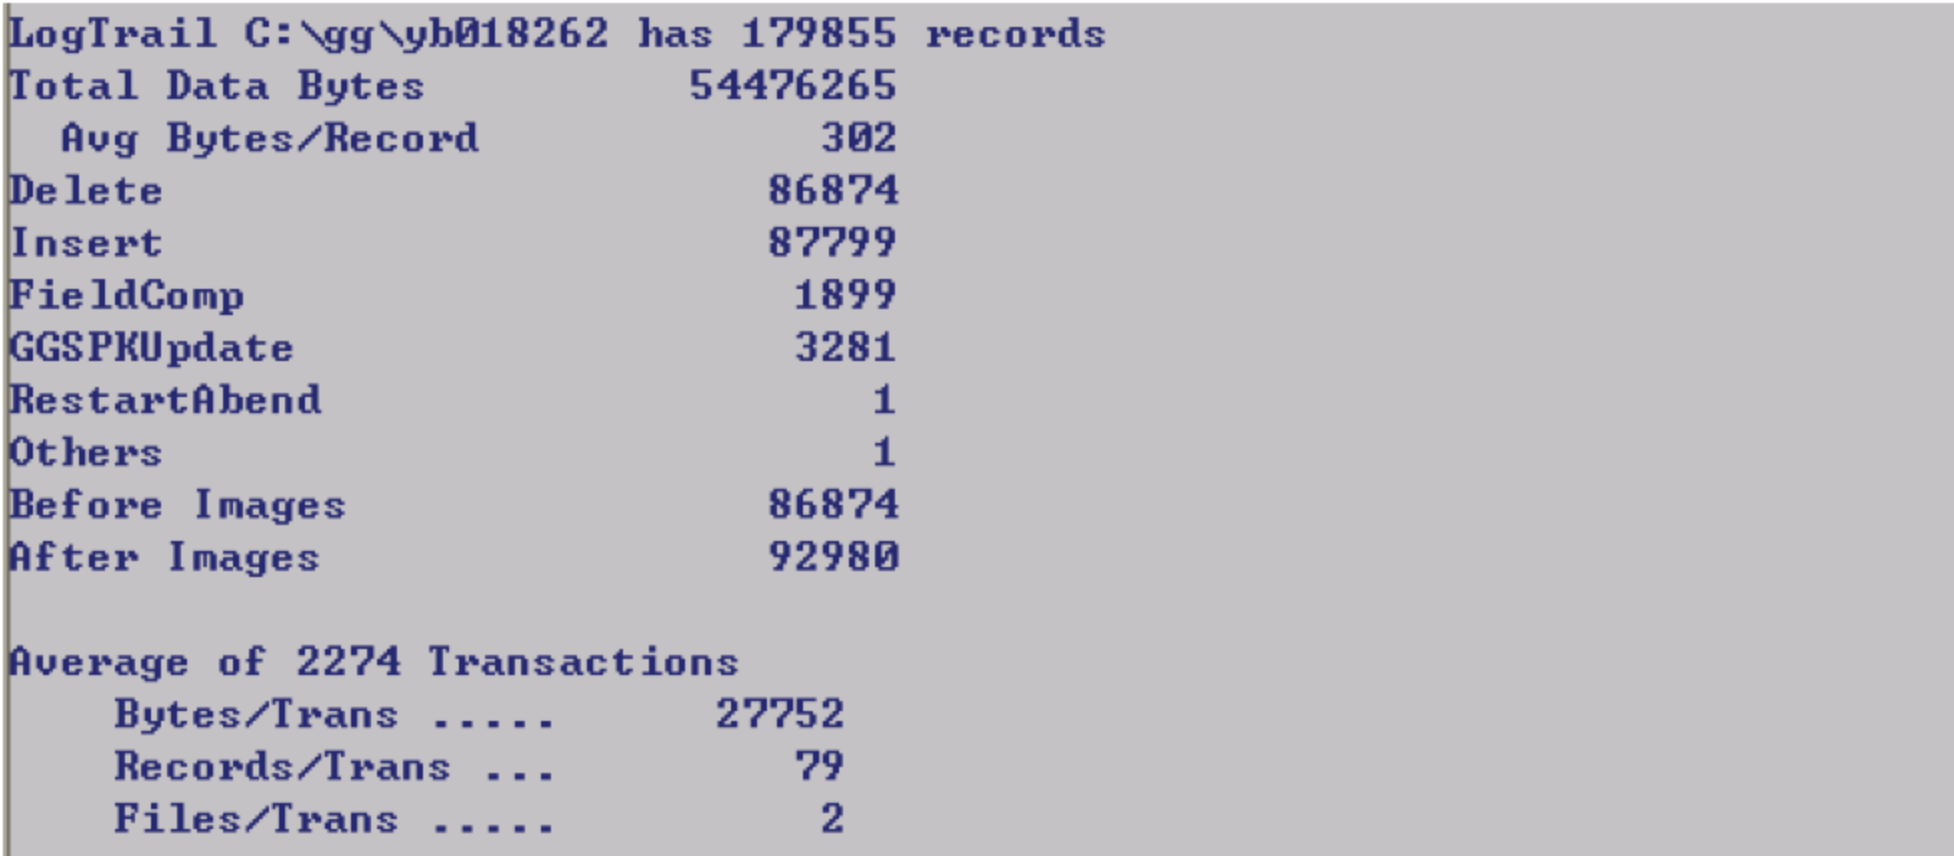 LogTrail C:\gg\yb018262 has 179855 records
Total Data Bytes 54476265
Avg Bytes/Record 302
Delete 86874
Insert 87799
FieldComp 1899
GGSPKUpdate 3281
RestartAbend 1
Others 1
Before Images 86874
After Images 92980
Average of 2274 Transactions
Bytes/Trans ..... 27752
Records/Trans ... 79
Files/Trans ..... 2